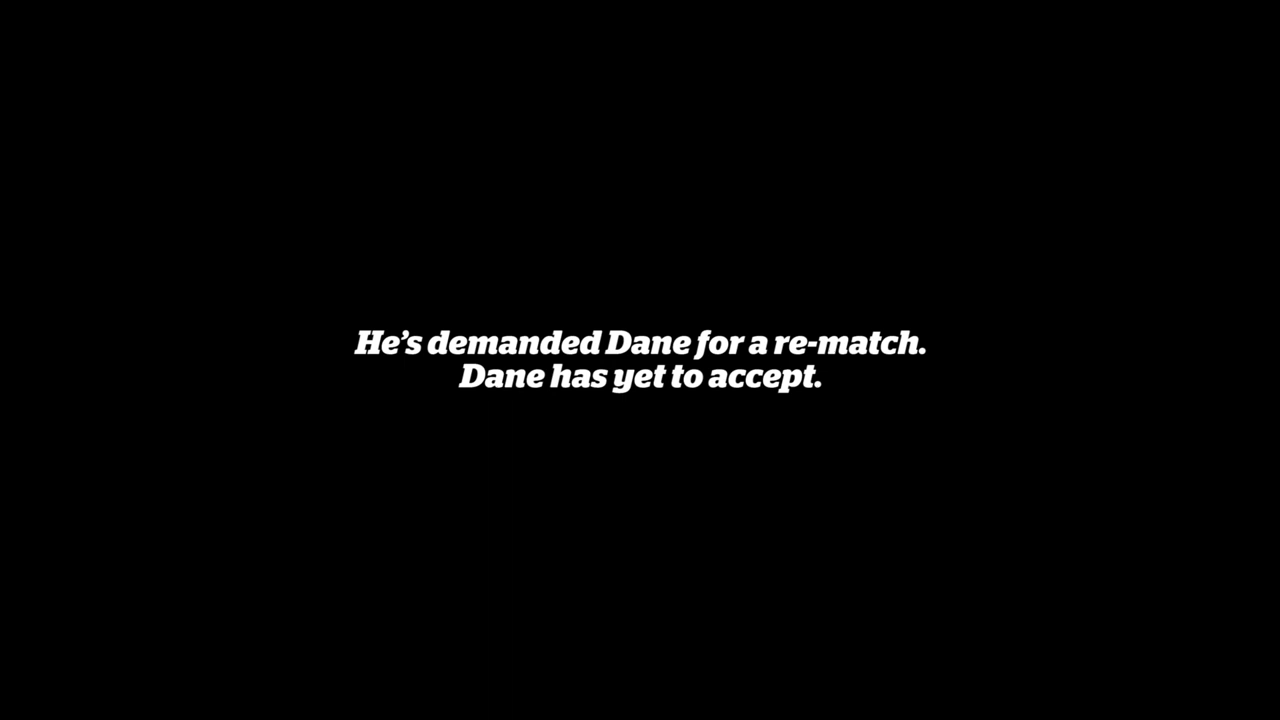 He’s demanded Dane for a re-match.
Dane has yet to accept.